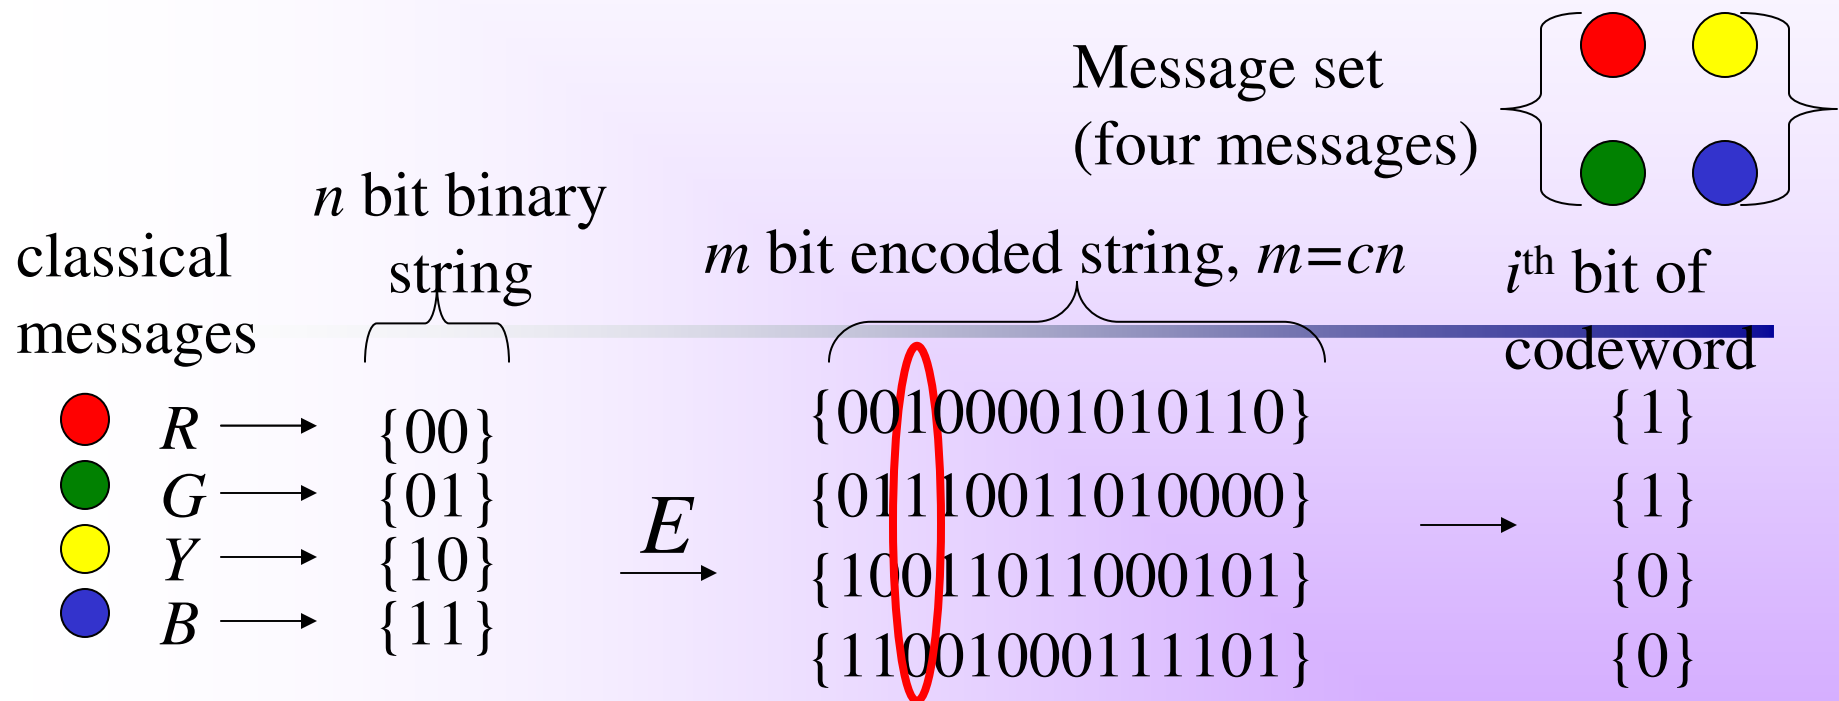 Message set
(four messages)
n bit binary
string
classical
messages
m bit encoded string, m=cn
ith bit of
codeword
R {00} {00100001010110} {1}
G {01} {01110011010000} {1}
E
Y {10} {10011011000101} {0}
B {11} {11001000111101} {0}